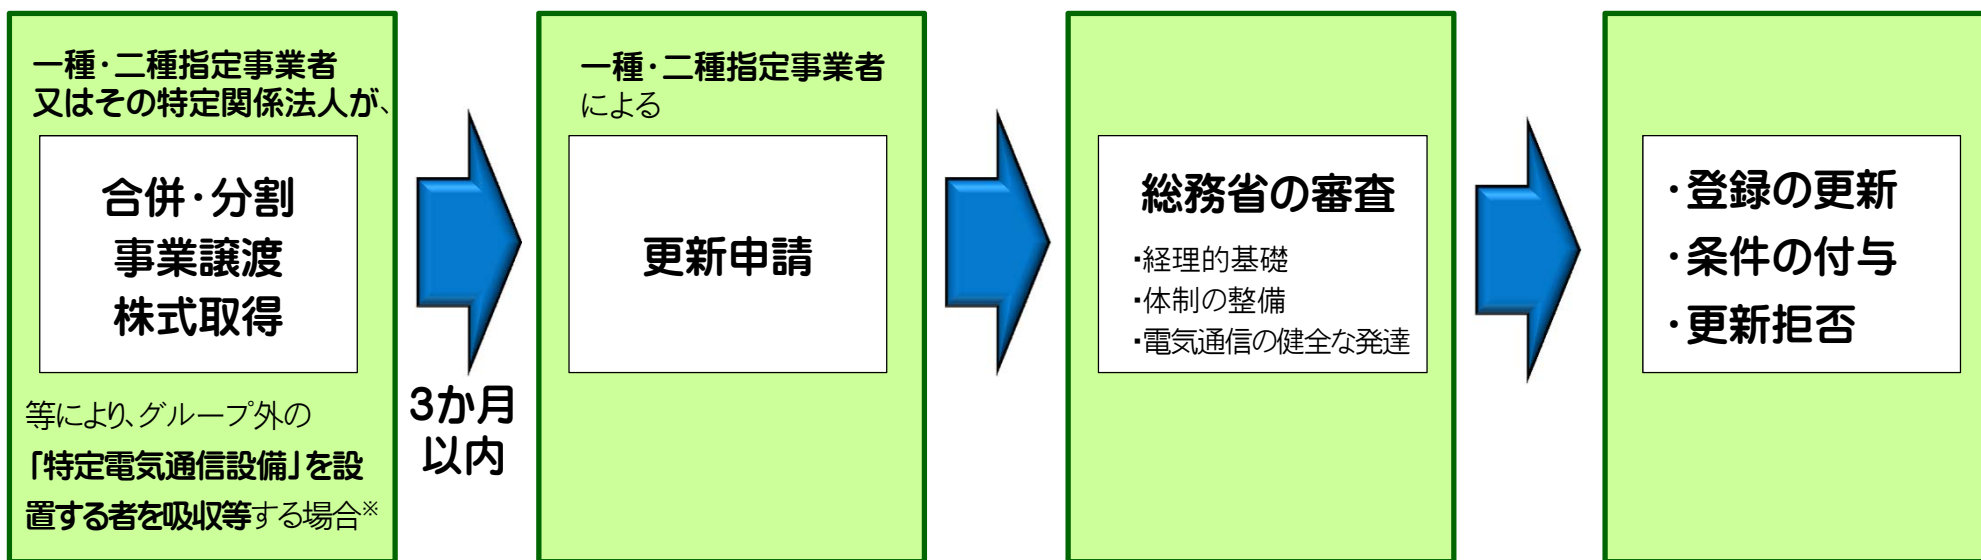 一種・二種指定事業者
又はその特定関係法人が、
合併・分割
事業譲渡
株式取得
等により、グループ外の
「特定電気通信設備」を設
置する者を吸収等する場合※
3か月
以内
一種・二種指定事業者
による
更新申請
総務省の審査
・経理的基礎
・体制の整備
・電気通信の健全な発達
・登録の更新
・条件の付与
・更新拒否